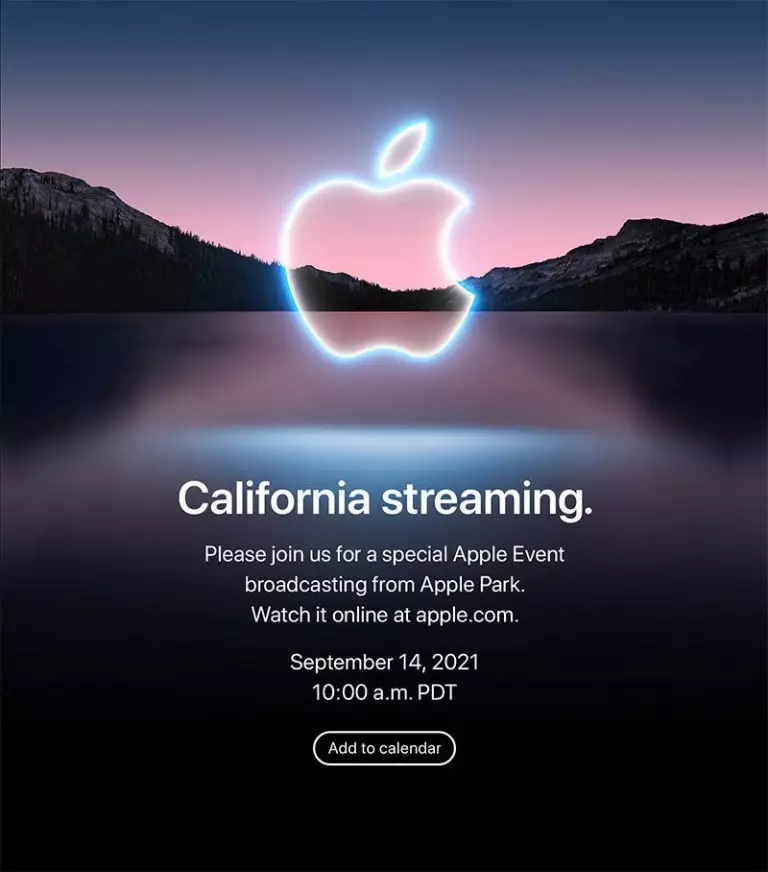 California streaming.
Please join us for a special Apple Event
broadcasting from Apple Park.
Watch it online at apple.com.
September 14, 2021
10:00 a.m. PDT
Add to calendar